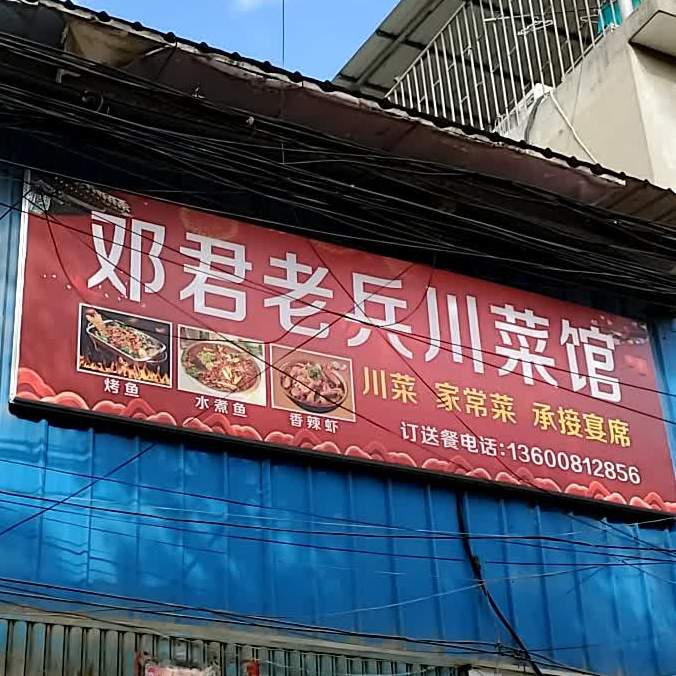 邓君老兵川菜馆
烤鱼
水煮鱼
香辣虾
川菜 家常菜 承接宴席
订送餐电话:13600812856